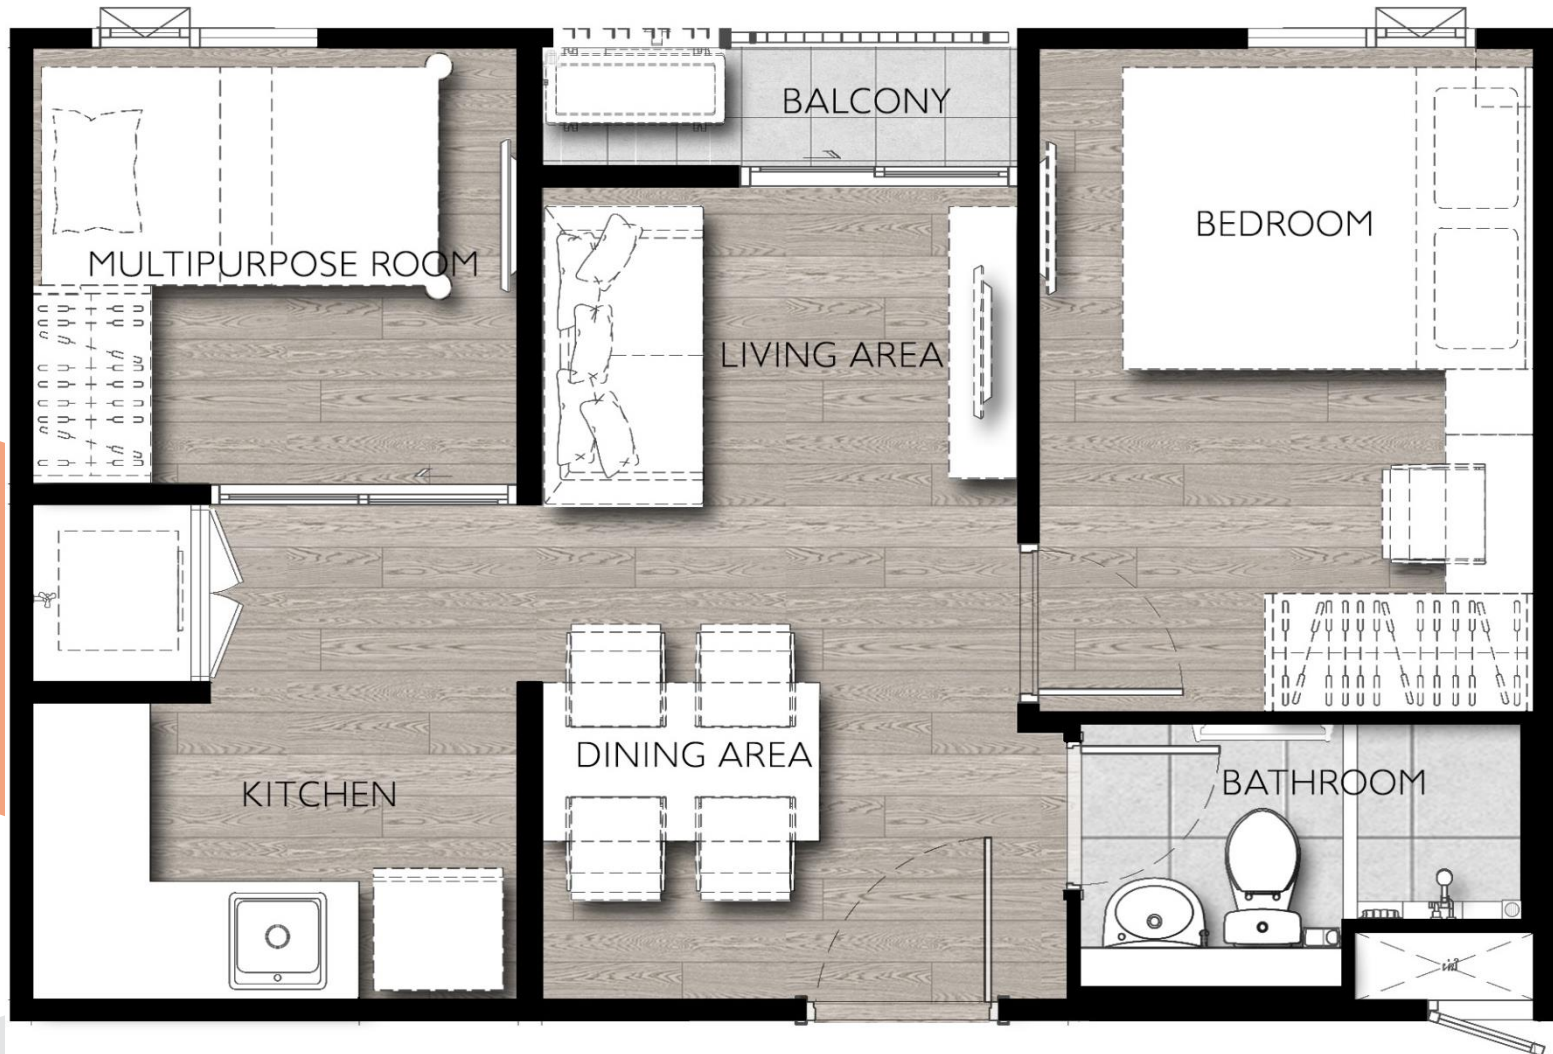 BALCONY
BEDROOM
MULTIPURPOSE ROOM
LIVING AREA
DINING AREA
BATHROOM
KITCHEN